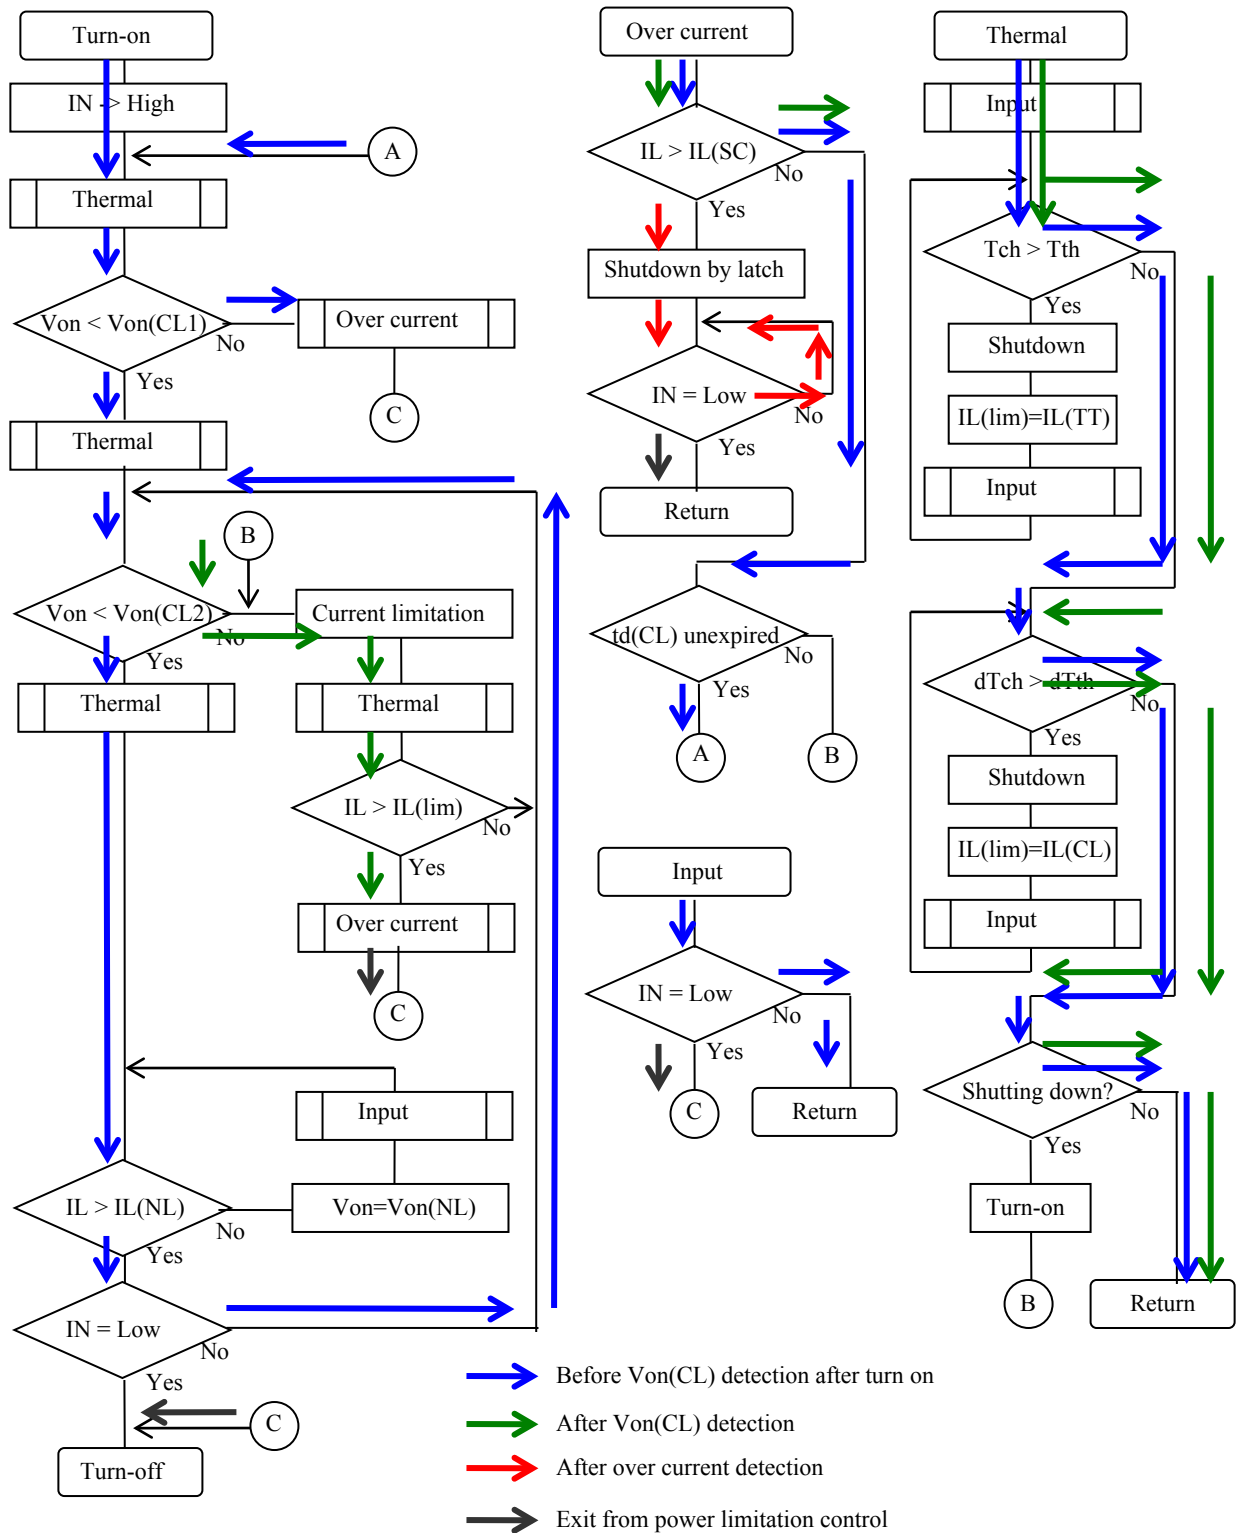 Turn-on
IN -> High
A
Thermal
Von < Von(CL1)
No
Yes
Over current
C
Thermal
B
Von < Von(CL2)
No
Yes
Current limitation
Thermal
Thermal
IL > IL(lim)
No
Yes
Over current
C
Input
Von=Von(NL)
IL > IL(NL)
No
Yes
IN = Low
No
Yes
C
Turn-off
Over current
IL > IL(SC)
No
Yes
Shutdown by latch
IN = Low
No
Yes
Return
td(CL) unexpired
No
Yes
A
B
Input
IN = Low
No
Yes
C
Return
Thermal
Input
Tch > Tth
No
Yes
Shutdown
IL(lim)=IL(TT)
Input
dTch > dTth
No
Yes
Shutdown
IL(lim)=IL(CL)
Input
Shutting down?
No
Yes
Turn-on
B
Return
Before Von(CL) detection after turn on
After Von(CL) detection
After over current detection
Exit from power limitation control